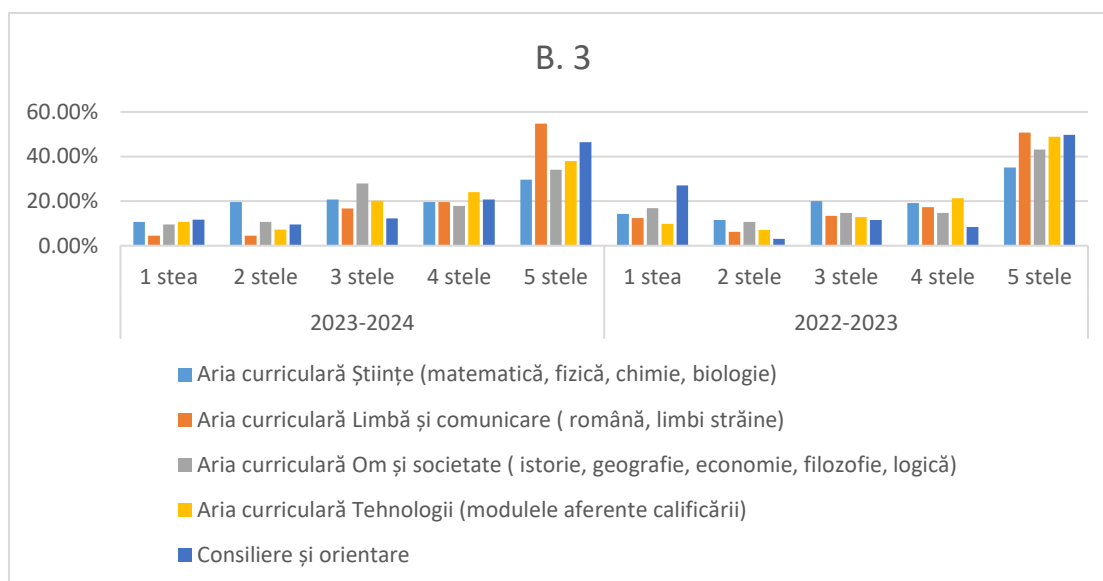 B. 3
60.00%
40.00%
20.00%
0.00%
1 stea 2 stele 3 stele 4 stele 5 stele 1 stea 2 stele 3 stele 4 stele 5 stele
2023-2024 2022-2023
Aria curriculară Științe (matematică, fizică, chimie, biologie)
Aria curriculară Limbă și comunicare ( română, limbi străine)
Aria curriculară Om și societate ( istorie, geografie, economie, filozofie, logică)
Aria curriculară Tehnologii (modulele aferente calificării)
Consiliere și orientare